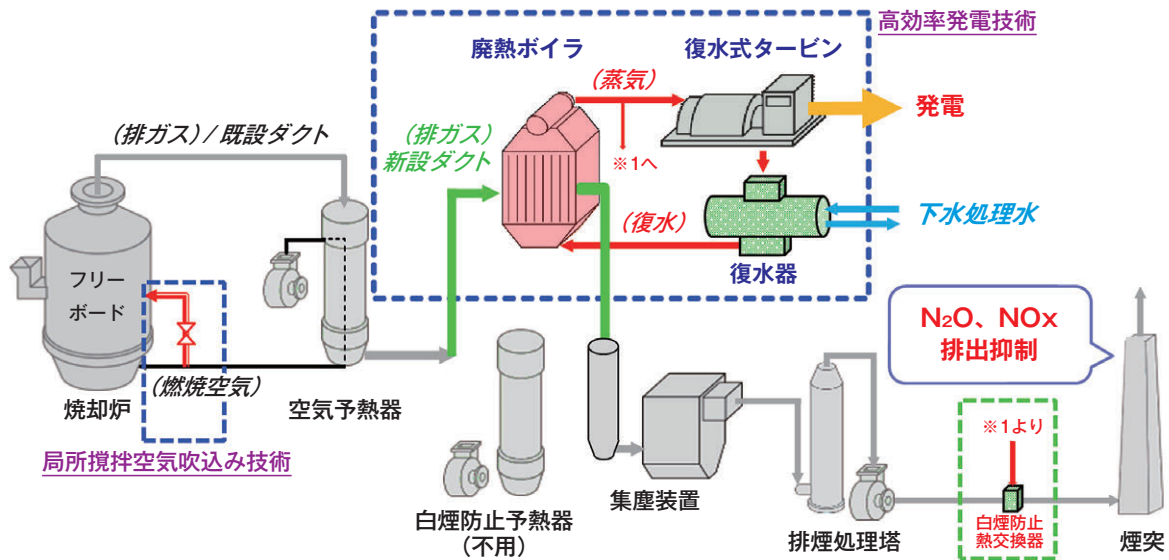 高効率発電技術
廃熱ボイラ
復水式タービン
(蒸気)
発電
(排ガス)/既設ダクト
(排ガス)
新設ダクト
※1へ
下水処理水
(復水)
復水器
フリー
ボード
N₂O、NOx
排出抑制
(燃焼空気)
焼却炉
空気予熱器
※1より
局所撹拌空気吹込み技術
集塵装置
白煙防止予熱器
(不用)
排煙処理塔
白煙防止
熱交換器
煙突